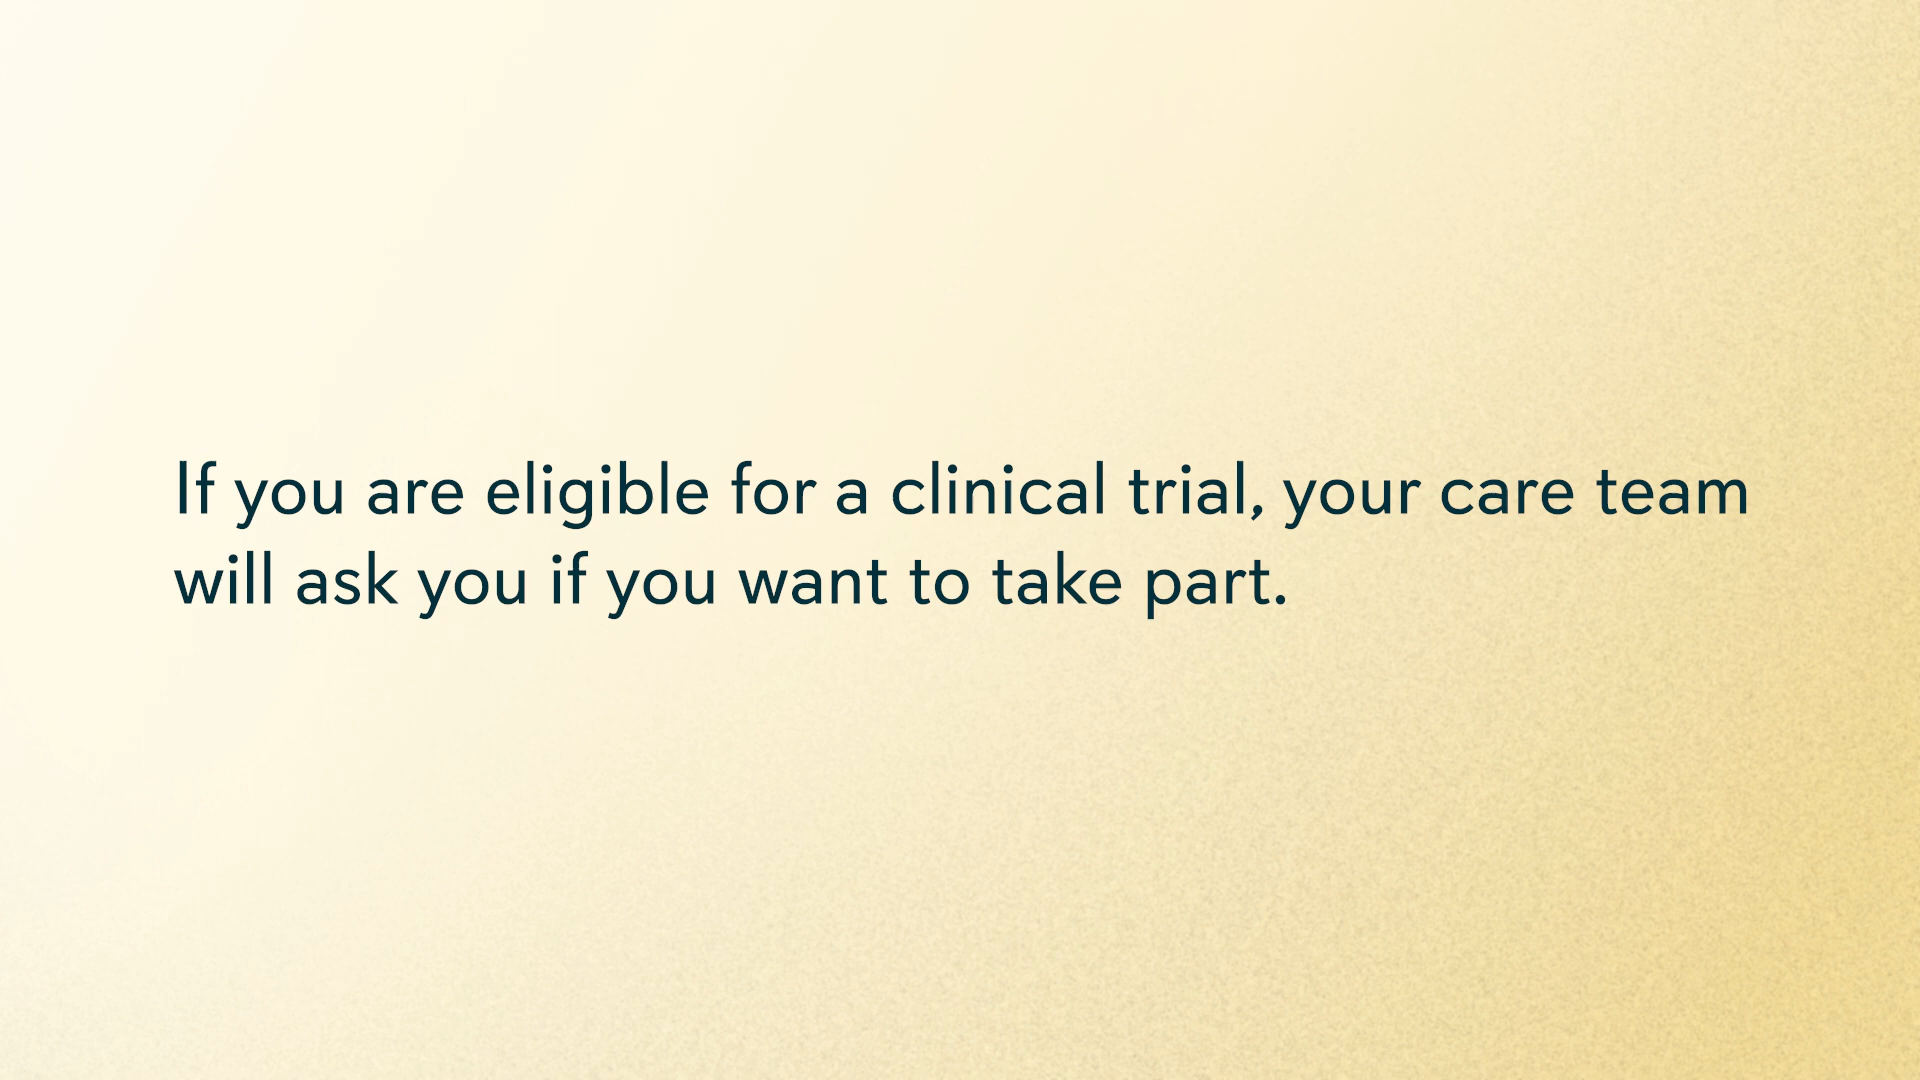 If you are eligible for a clinical trial, your care team
will ask you if you want to take part.